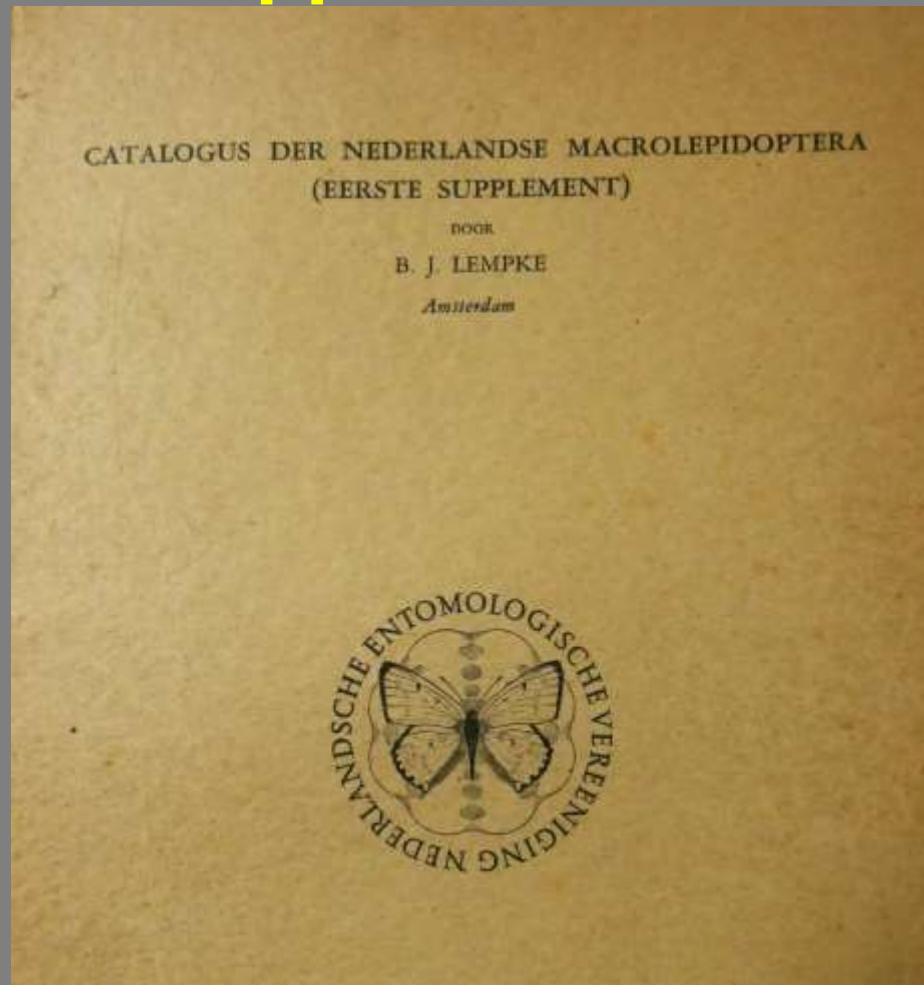 CATALOGUS DER NEDERLANDSE MACROLEPIDOPTERA
(EERSTE SUPPLEMENT)
DOOR
B. J. LEMPKE
Amsterdam
NEDERLANDSCHE ENTOMOLOGISCHE VEREENIGING